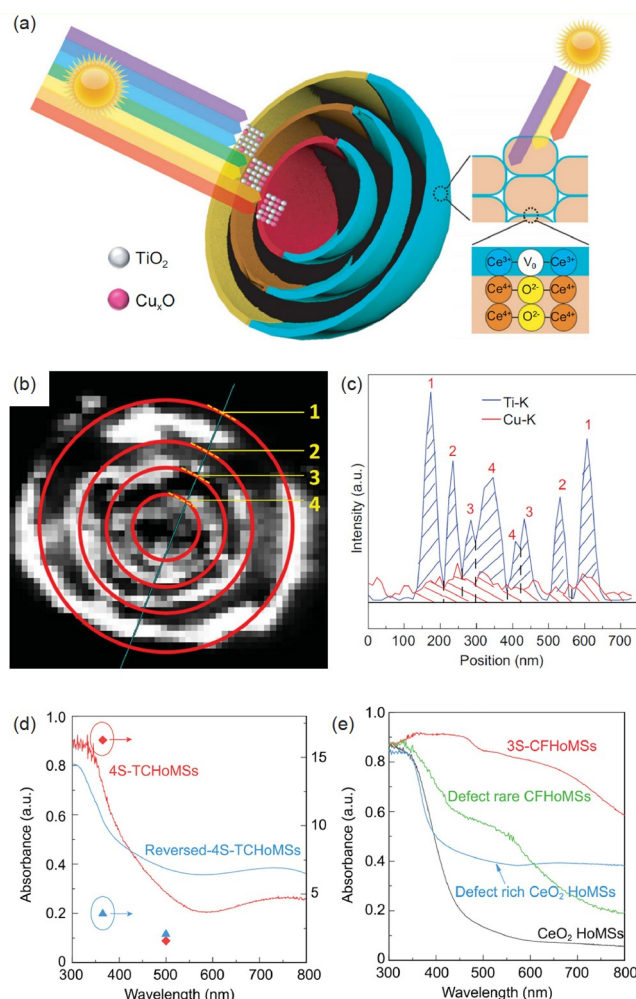 (a)
TiO2
CuxO
Ce3+ V0 Ce3+
Ce4+ O2- Ce4+
Ce4+ O2- Ce4+
(b)
1
2
3
4
(c)
Ti-K
Cu-K
1
2
3
4
4
3
2
1
Intensity (a.u.)
0 100 200 300 400 500 600 700
Position (nm)
(d)
1.0
0.8
0.6
0.4
0.2
0
15
10
5
4S-TCHoMSs
Reversed-4S-TCHoMSs
Absorbance (a.u.)
Absorbance (a.u.)
300 400 500 600 700 800
Wavelength (nm)
(e)
1.0
0.8
0.6
0.4
0.2
0
3S-CFHoMSs
Defect rare CFHoMSs
Defect rich CeO2 HoMSs
CeO2 HoMSs
300 400 500 600 700 800
Wavelength (nm)